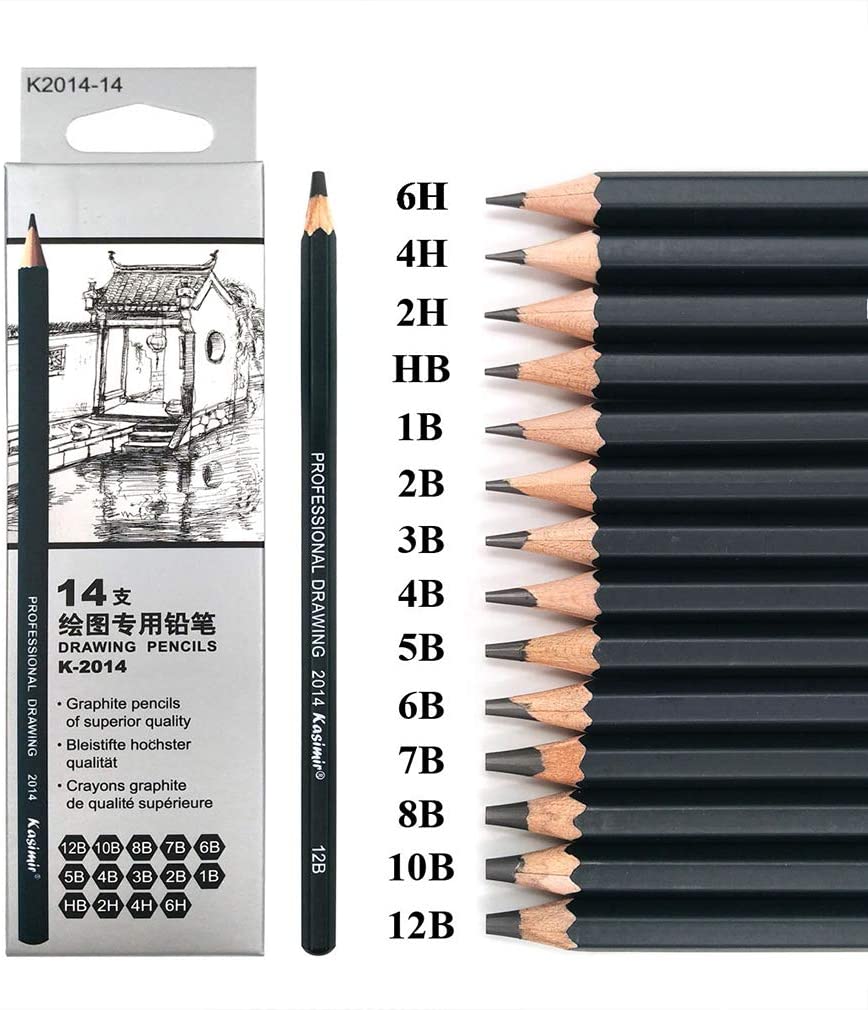 K2014-14
PROFESSIONAL DRAWING 2014 Kasimir®
14支
绘图专用铅笔
DRAWING PENCILS
K-2014
• Graphite pencils
of superior quality
• Bleistifte hochster
qualität
• Crayons graphite
de qualité supérieure
12B 10B 8B 7B 6B
5B 4B 3B 2B 1B
HB 2H 4H 6H
PROFESSIONAL DRAWING 2014 Kasimir® 12B
6H
4H
2H
HB
1B
2B
3B
4B
5B
6B
7B
8B
10B
12B